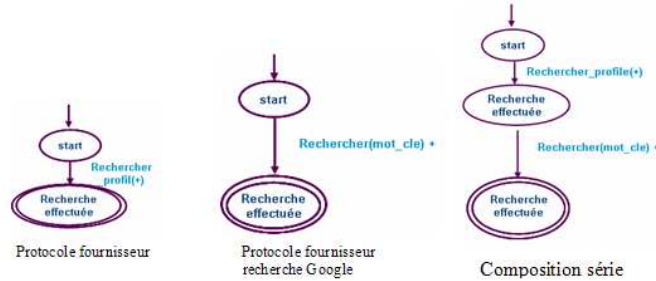 start
Rechercher
profil(+)
Recherche
effectuée
Protocole fournisseur
start
Rechercher(mot_cle) +
Recherche
effectuée
Protocole fournisseur
recherche Google
start
Rechercher_profile(+)
Recherche
effectuée
Rechercher(mot_cle) +
Recherche
effectuée
Composition série